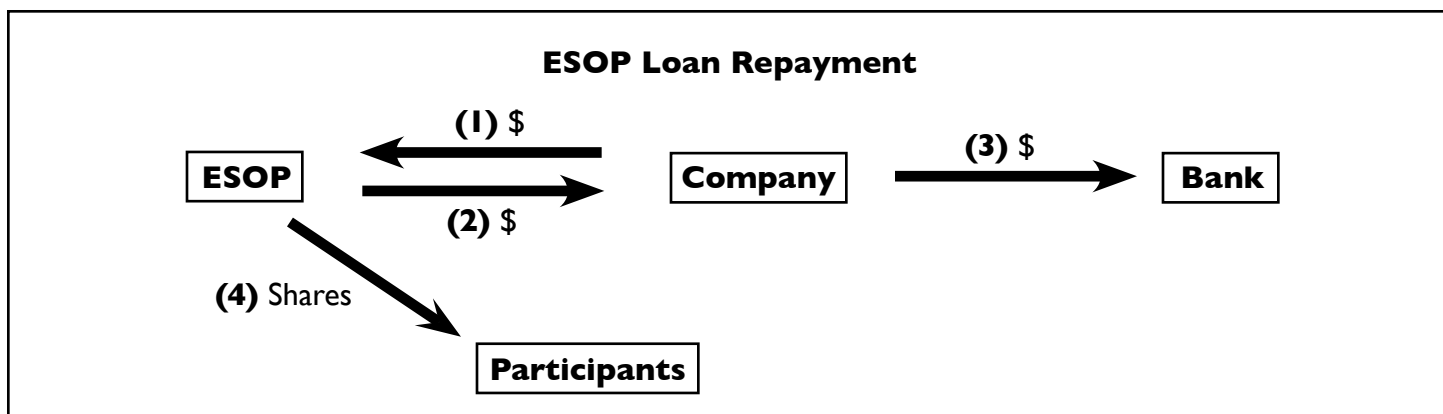 ESOP Loan Repayment
(1) $
ESOP
Company
(3) $
Bank
(2) $
(4) Shares
Participants